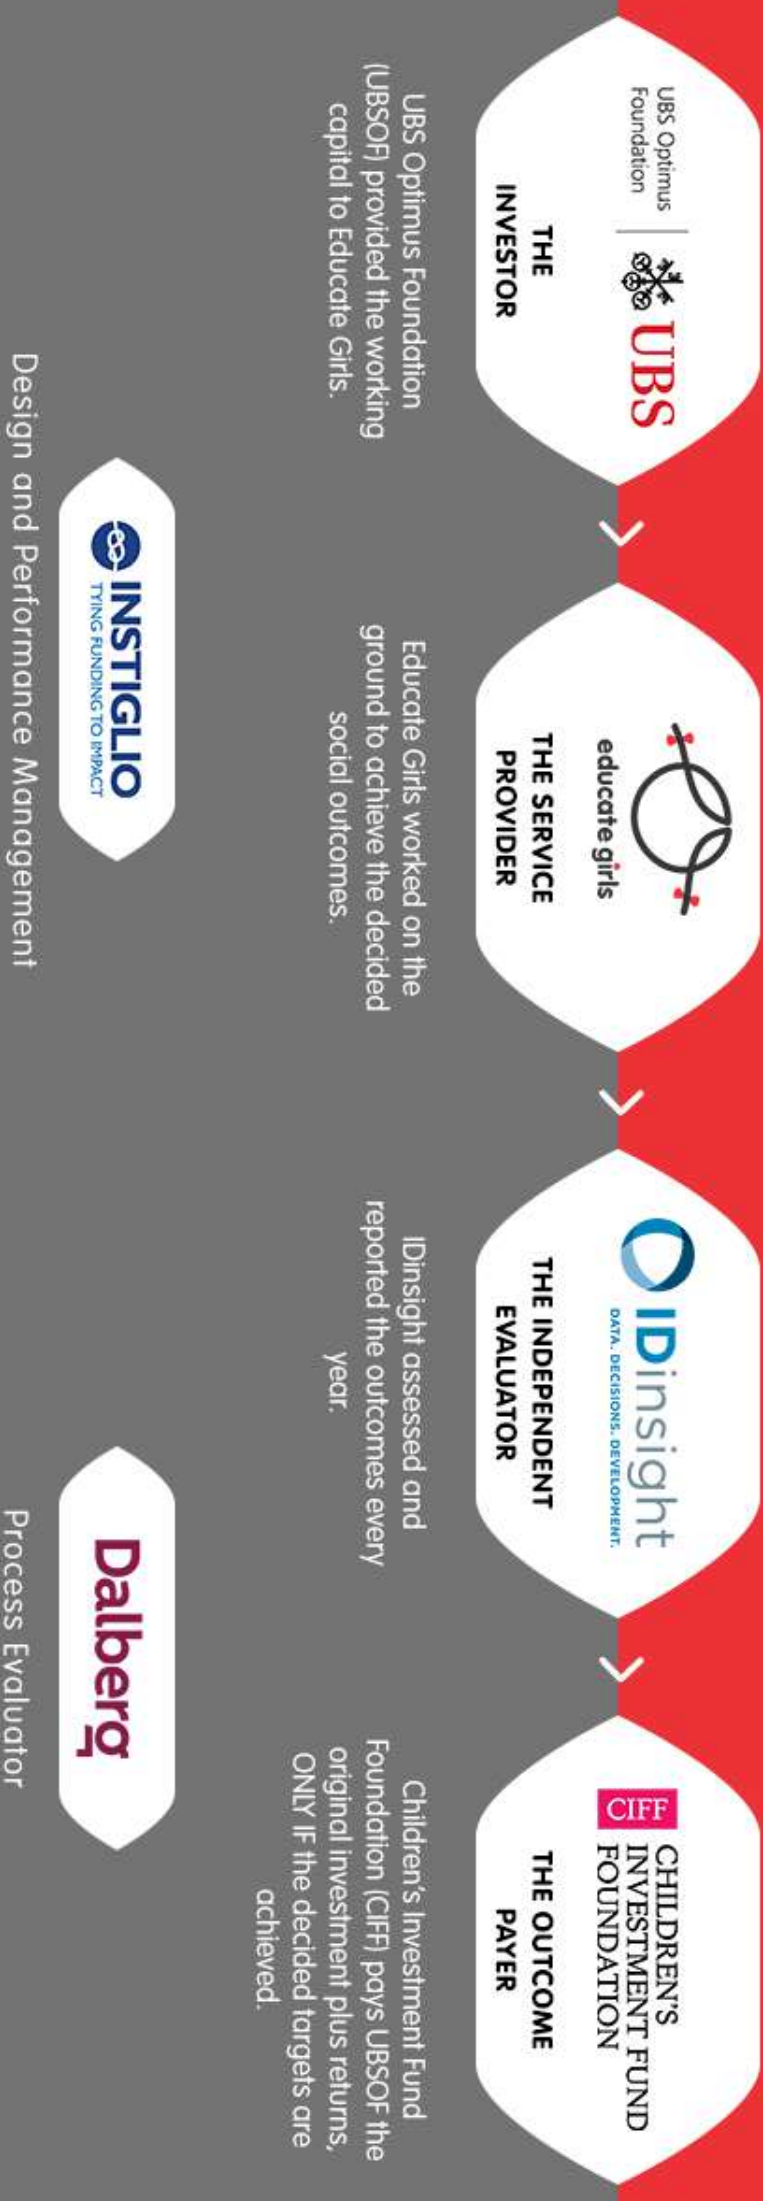 UBS Optimus
Foundation
UBS
THE
INVESTOR
UBS Optimus Foundation
(UBSOF) provided the working
capital to Educate Girls.
educate girls
THE SERVICE
PROVIDER
Educate Girls worked on the
ground to achieve the decided
social outcomes.
IDinsight
DATA. DECISIONS. DEVELOPMENT.
THE INDEPENDENT
EVALUATOR
IDinsight assessed and
reported the outcomes every
year.
CIFF
CHILDREN'S
INVESTMENT FUND
FOUNDATION
THE OUTCOME
PAYER
Children's Investment Fund
Foundation (CIFF) pays UBSOF the
original investment plus returns,
ONLY IF the decided targets are
achieved.
INSTIGLIO
TYING FUNDING TO IMPACT
Design and Performance Management
Dalberg
Process Evaluator